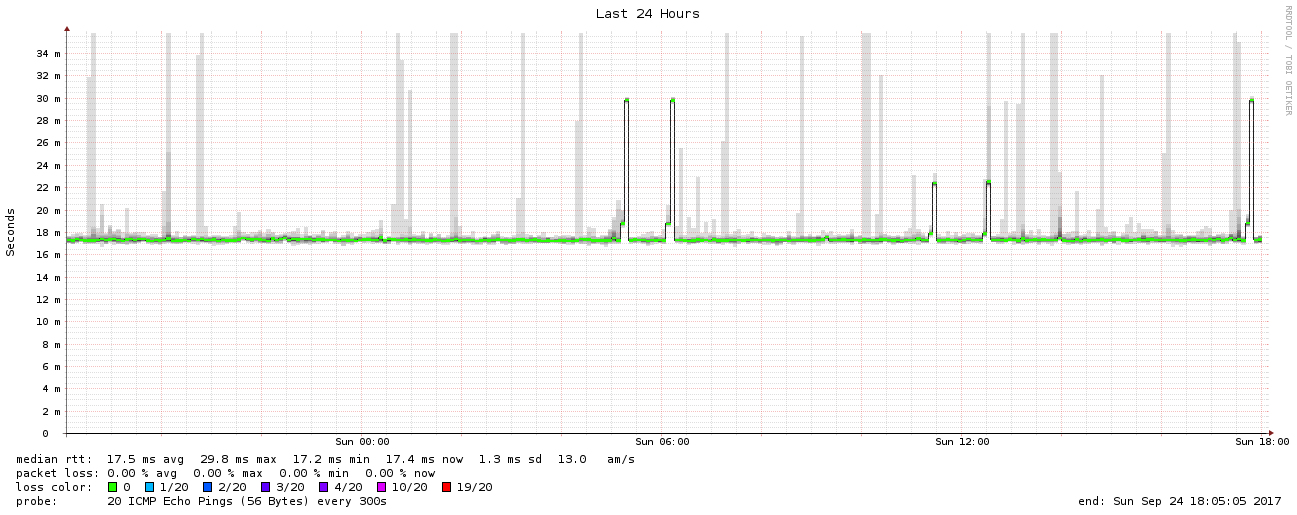 Last 24 Hours
RRDTOOL / TOBI OETIKER
Seconds
34 m
32 m
30 m
28 m
26 m
24 m
22 m
20 m
18 m
16 m
14 m
12 m
10 m
8 m
6 m
4 m
2 m
0
Sun 00:00 Sun 06:00 Sun 12:00 Sun 18:00
median rtt: 17.5 ms avg 29.8 ms max 17.2 ms min 17.4 ms now 1.3 ms sd 13.0 am/s
packet loss: 0.00 % avg 0.00 % max 0.00 % min 0.00 % now
loss color: 0 1/20 2/20 3/20 4/20 10/20 19/20
probe: 20 ICMP Echo Pings (56 Bytes) every 300s end: Sun Sep 24 18:05:05 2017